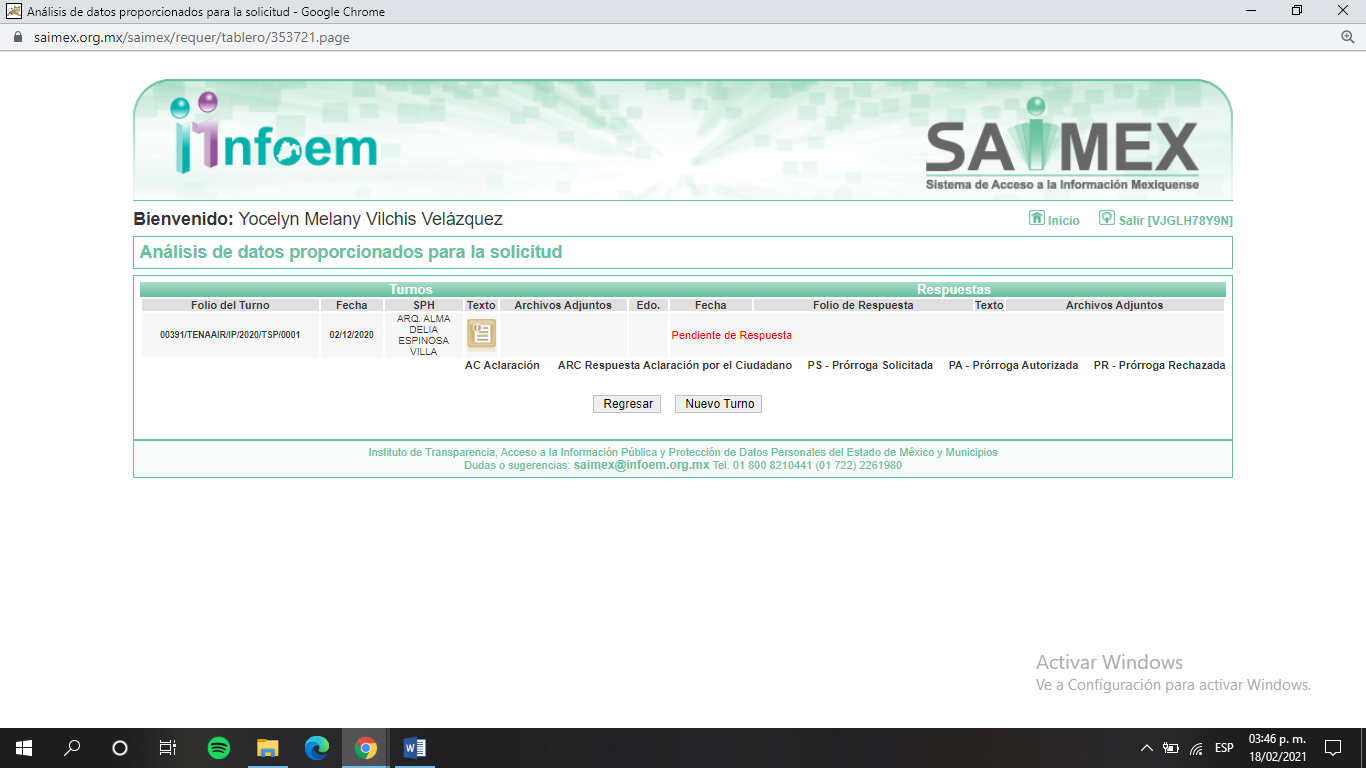 Análisis de datos proporcionados para la solicitud - Google Chrome
saimex.org.mx/saimex/requer/tablero/353721.page
infoem
SAIMEX
Sistema de Acceso a la Información Mexiquense
Bienvenido: Yocelyn Melany Vilchis Velázquez
Inicio Salir [VJGLH78Y9N]
Análisis de datos proporcionados para la solicitud
Turnos Respuestas
Folio del Turno Fecha SPH Texto Archivos Adjuntos Edo. Fecha Folio de Respuesta Texto Archivos Adjuntos
00391/TENAAIR/IP/2020/TSP/0001 02/12/2020 ARQ. ALMA
DELIA
ESPINOSA
VILLA
Pendiente de Respuesta
AC Aclaración ARC Respuesta Aclaración por el Ciudadano PS - Prórroga Solicitada PA - Prórroga Autorizada PR - Prórroga Rechazada
Regresar Nuevo Turno
Instituto de Transparencia, Acceso a la Información Pública y Protección de Datos Personales del Estado de México y Municipios
Dudas o sugerencias: saimex@infoem.org.mx Tel. 01 800 8210441 (01 722) 2261980
Activar Windows
Ve a Configuración para activar Windows.
ESP
03:46 p. m.
18/02/2021